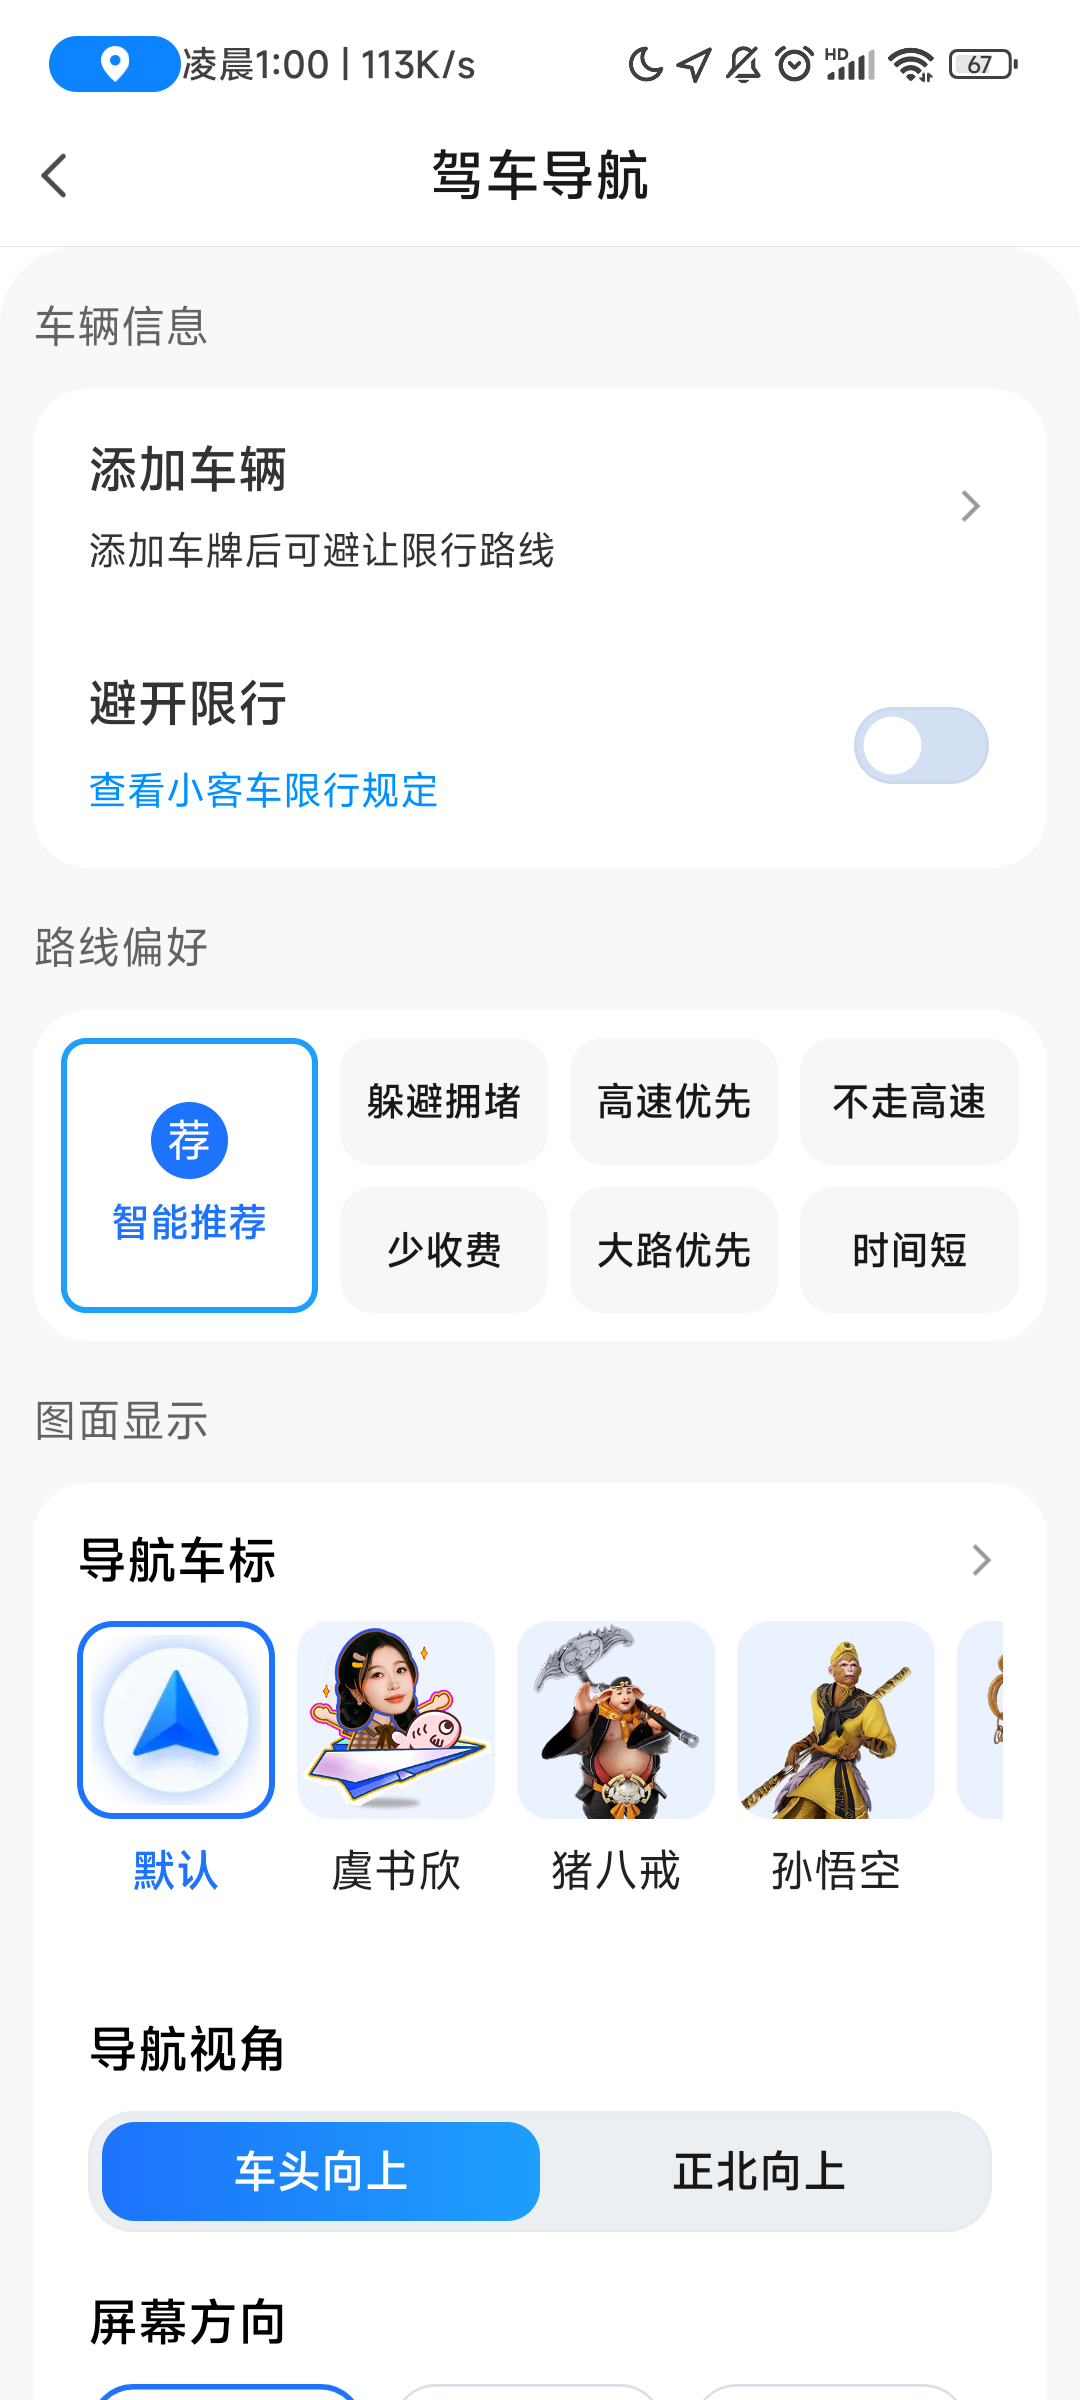 凌晨1:00 | 113K/s
HD
67
驾车导航
车辆信息
添加车辆
添加车牌后可避让限行路线
避开限行
查看小客车限行规定
路线偏好
荐
智能推荐
躲避拥堵
高速优先
不走高速
少收费
大路优先
时间短
图面显示
导航车标
默认
虞书欣
猪八戒
孙悟空
导航视角
车头向上
正北向上
屏幕方向